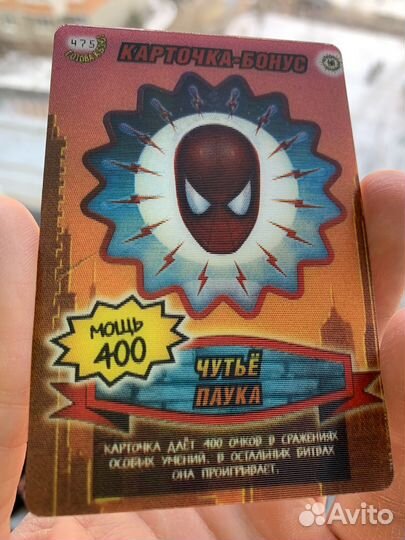 475
КАРТОЧКА-БОНУС
МОЩЬ
400
ЧУТЬЁ
ПАУКА
КАРТОЧКА ДАЁТ 400 ОЧКОВ В СРАЖЕНИЯХ
ОСОБЫХ УМЕНИЙ. В ОСТАЛЬНЫХ БИТВАХ
ОНА ПРОИГРЫВАЕТ.
Avito